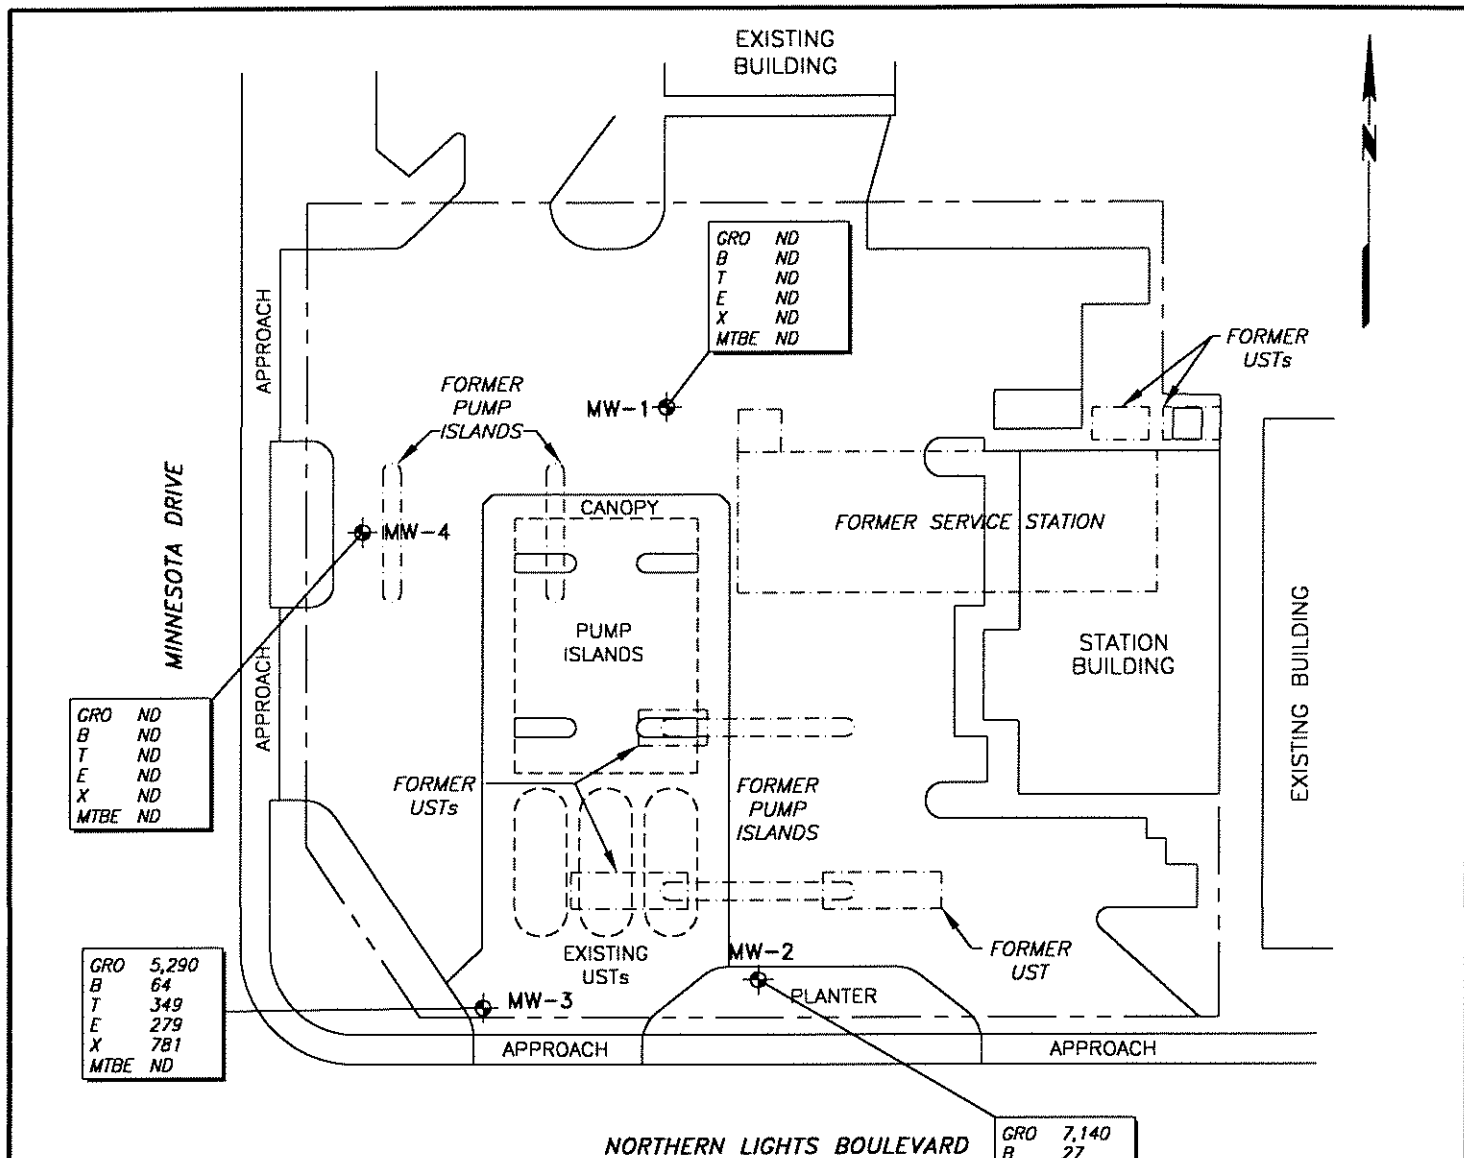 EXISTING
BUILDING
N
GRO ND
B ND
T ND
E ND
X ND
MTBE ND
APPROACH
FORMER
USTs
FORMER
PUMP
ISLANDS
MW-1
MINNESOTA DRIVE
CANOPY
MW-4
FORMER SERVICE STATION
PUMP
ISLANDS
STATION
BUILDING
EXISTING BUILDING
APPROACH
GRO ND
B ND
T ND
E ND
X ND
MTBE ND
FORMER
USTs
FORMER
PUMP
ISLANDS
EXISTING
USTs
MW-2
FORMER
UST
GRO 5,290
B 64
T 349
E 279
X 781
MTBE ND
MW-3
PLANTER
APPROACH
APPROACH
NORTHERN LIGHTS BOULEVARD
GRO 7,140
B 27